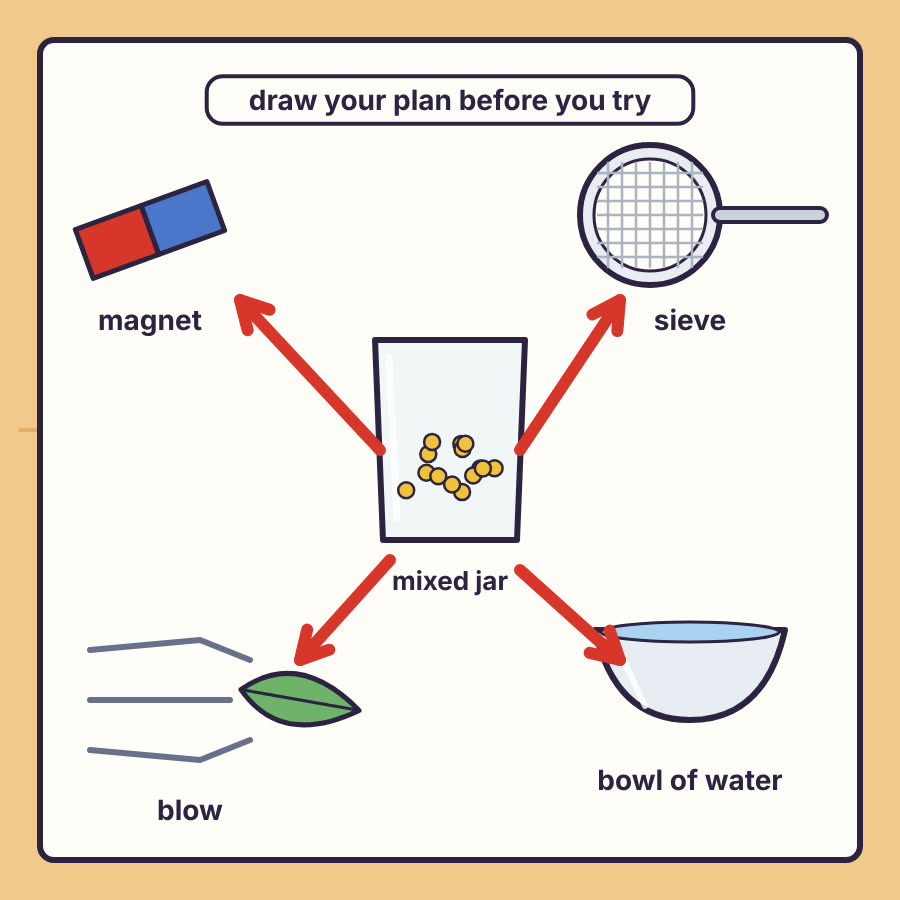 draw your plan before you try
magnet
sieve
mixed jar
blow
bowl of water